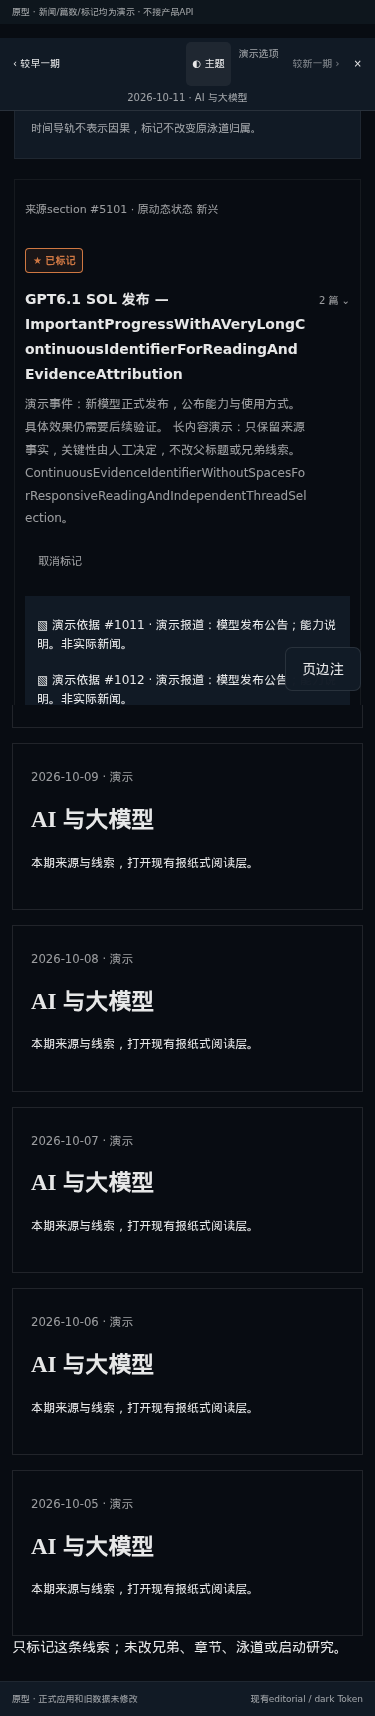 原型 · 新闻/篇数/标记均为演示 · 不接产品API
‹ 较早一期
◐ 主题
演示选项
较新一期 ›
×
2026-10-11 · AI 与大模型
时间导轨不表示因果，标记不改变原泳道归属。
来源section #5101 · 原动态状态 新兴
★ 已标记
GPT6.1 SOL 发布 —
ImportantProgressWithAVeryLongC
ontinuousIdentifierForReadingAnd
EvidenceAttribution
2 篇 ⌄
演示事件：新模型正式发布，公布能力与使用方式。
具体效果仍需要后续验证。 长内容演示：只保留来源
事实，关键性由人工决定，不改父标题或兄弟线索。
ContinuousEvidenceIdentifierWithoutSpacesFo
rResponsiveReadingAndIndependentThreadSel
ection。
取消标记
▧ 演示依据 #1011 · 演示报道：模型发布公告；能力说
明。非实际新闻。
▧ 演示依据 #1012 · 演示报道：模型发布公告
明。非实际新闻。
页边注
2026-10-09 · 演示
AI 与大模型
本期来源与线索，打开现有报纸式阅读层。
2026-10-08 · 演示
AI 与大模型
本期来源与线索，打开现有报纸式阅读层。
2026-10-07 · 演示
AI 与大模型
本期来源与线索，打开现有报纸式阅读层。
2026-10-06 · 演示
AI 与大模型
本期来源与线索，打开现有报纸式阅读层。
2026-10-05 · 演示
AI 与大模型
本期来源与线索，打开现有报纸式阅读层。
只标记这条线索；未改兄弟、章节、泳道或启动研究。
原型 · 正式应用和旧数据未修改
现有editorial / dark Token